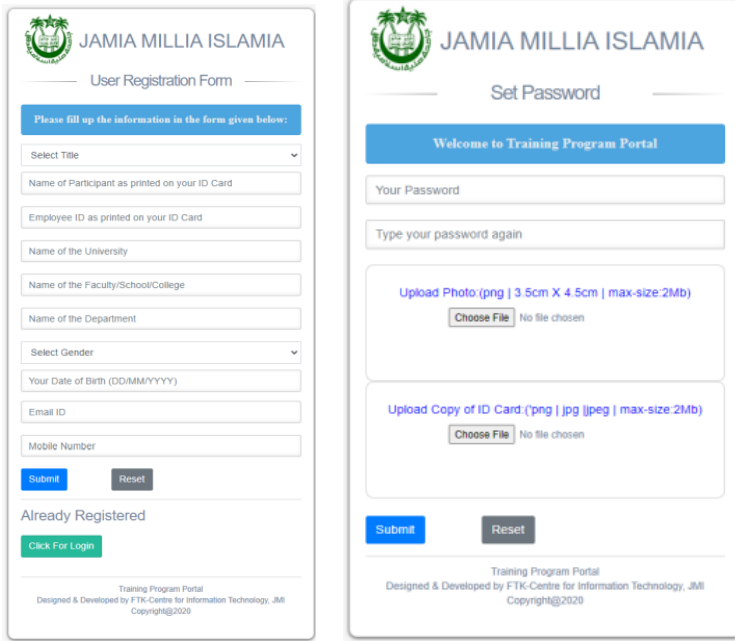 JAMIA MILLIA ISLAMIA
User Registration Form
Please fill up the information in the form given below:
Select Title
Name of Participant as printed on your ID Card
Employee ID as printed on your ID Card
Name of the University
Name of the Faculty/School/College
Name of the Department
Select Gender
Your Date of Birth (DD/MM/YYYY)
Email ID
Mobile Number
Submit
Reset
Already Registered
Click For Login
Training Program Portal
Designed & Developed by FTK-Centre for Information Technology, JMI
Copyright@2020
JAMIA MILLIA ISLAMIA
Set Password
Welcome to Training Program Portal
Your Password
Type your password again
Upload Photo:(png | 3.5cm X 4.5cm | max-size:2Mb)
Choose File No file chosen
Upload Copy of ID Card:('png | jpg |jpeg | max-size:2Mb)
Choose File No file chosen
Submit
Reset
Training Program Portal
Designed & Developed by FTK-Centre for Information Technology, JMI
Copyright@2020